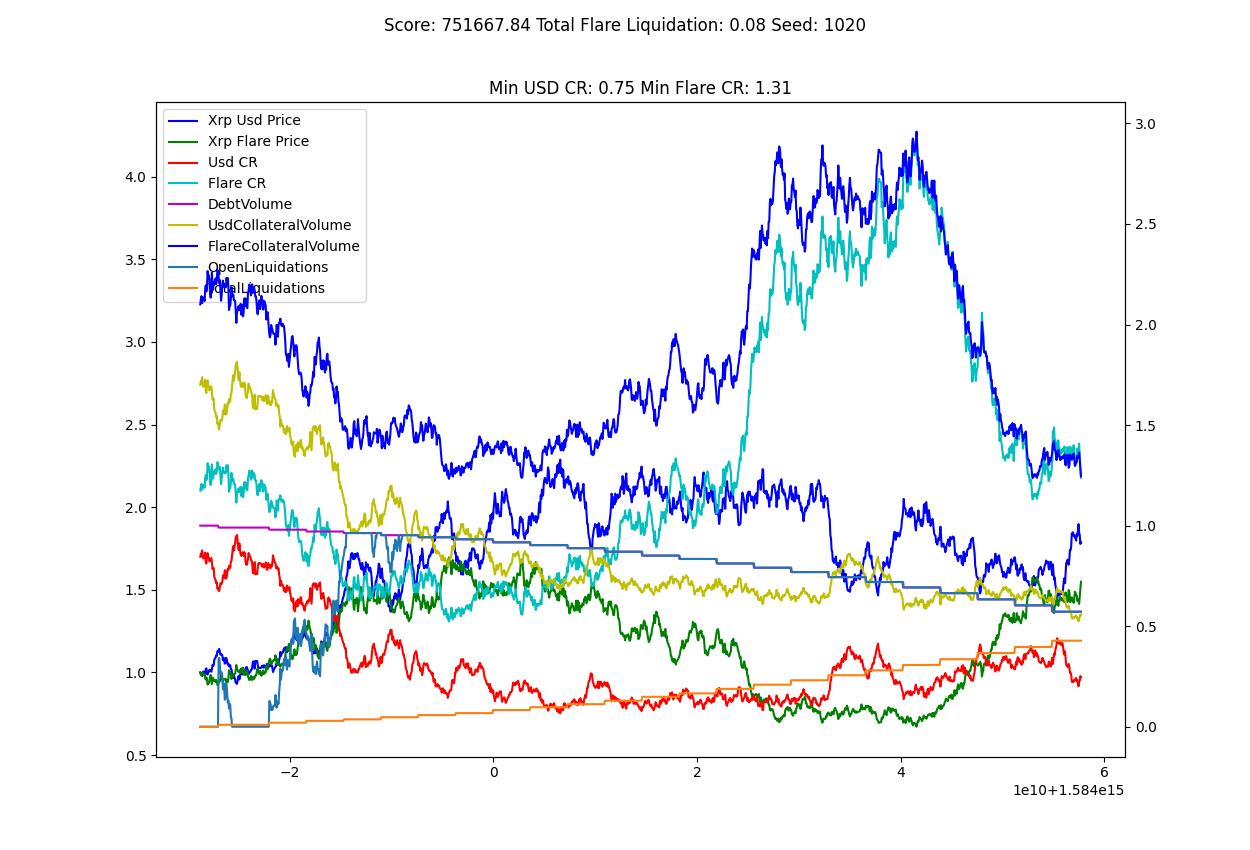 Score: 751667.84 Total Flare Liquidation: 0.08 Seed: 1020
Min USD CR: 0.75 Min Flare CR: 1.31
Xrp Usd Price
Xrp Flare Price
Usd CR
Flare CR
DebtVolume
UsdCollateralVolume
FlareCollateralVolume
OpenLiquidations
TotalLiquidations
4.0
3.5
3.0
2.5
2.0
1.5
1.0
0.5
3.0
2.5
2.0
1.5
1.0
0.5
0.0
−2 0 2 4 6
1e10+1.584e15